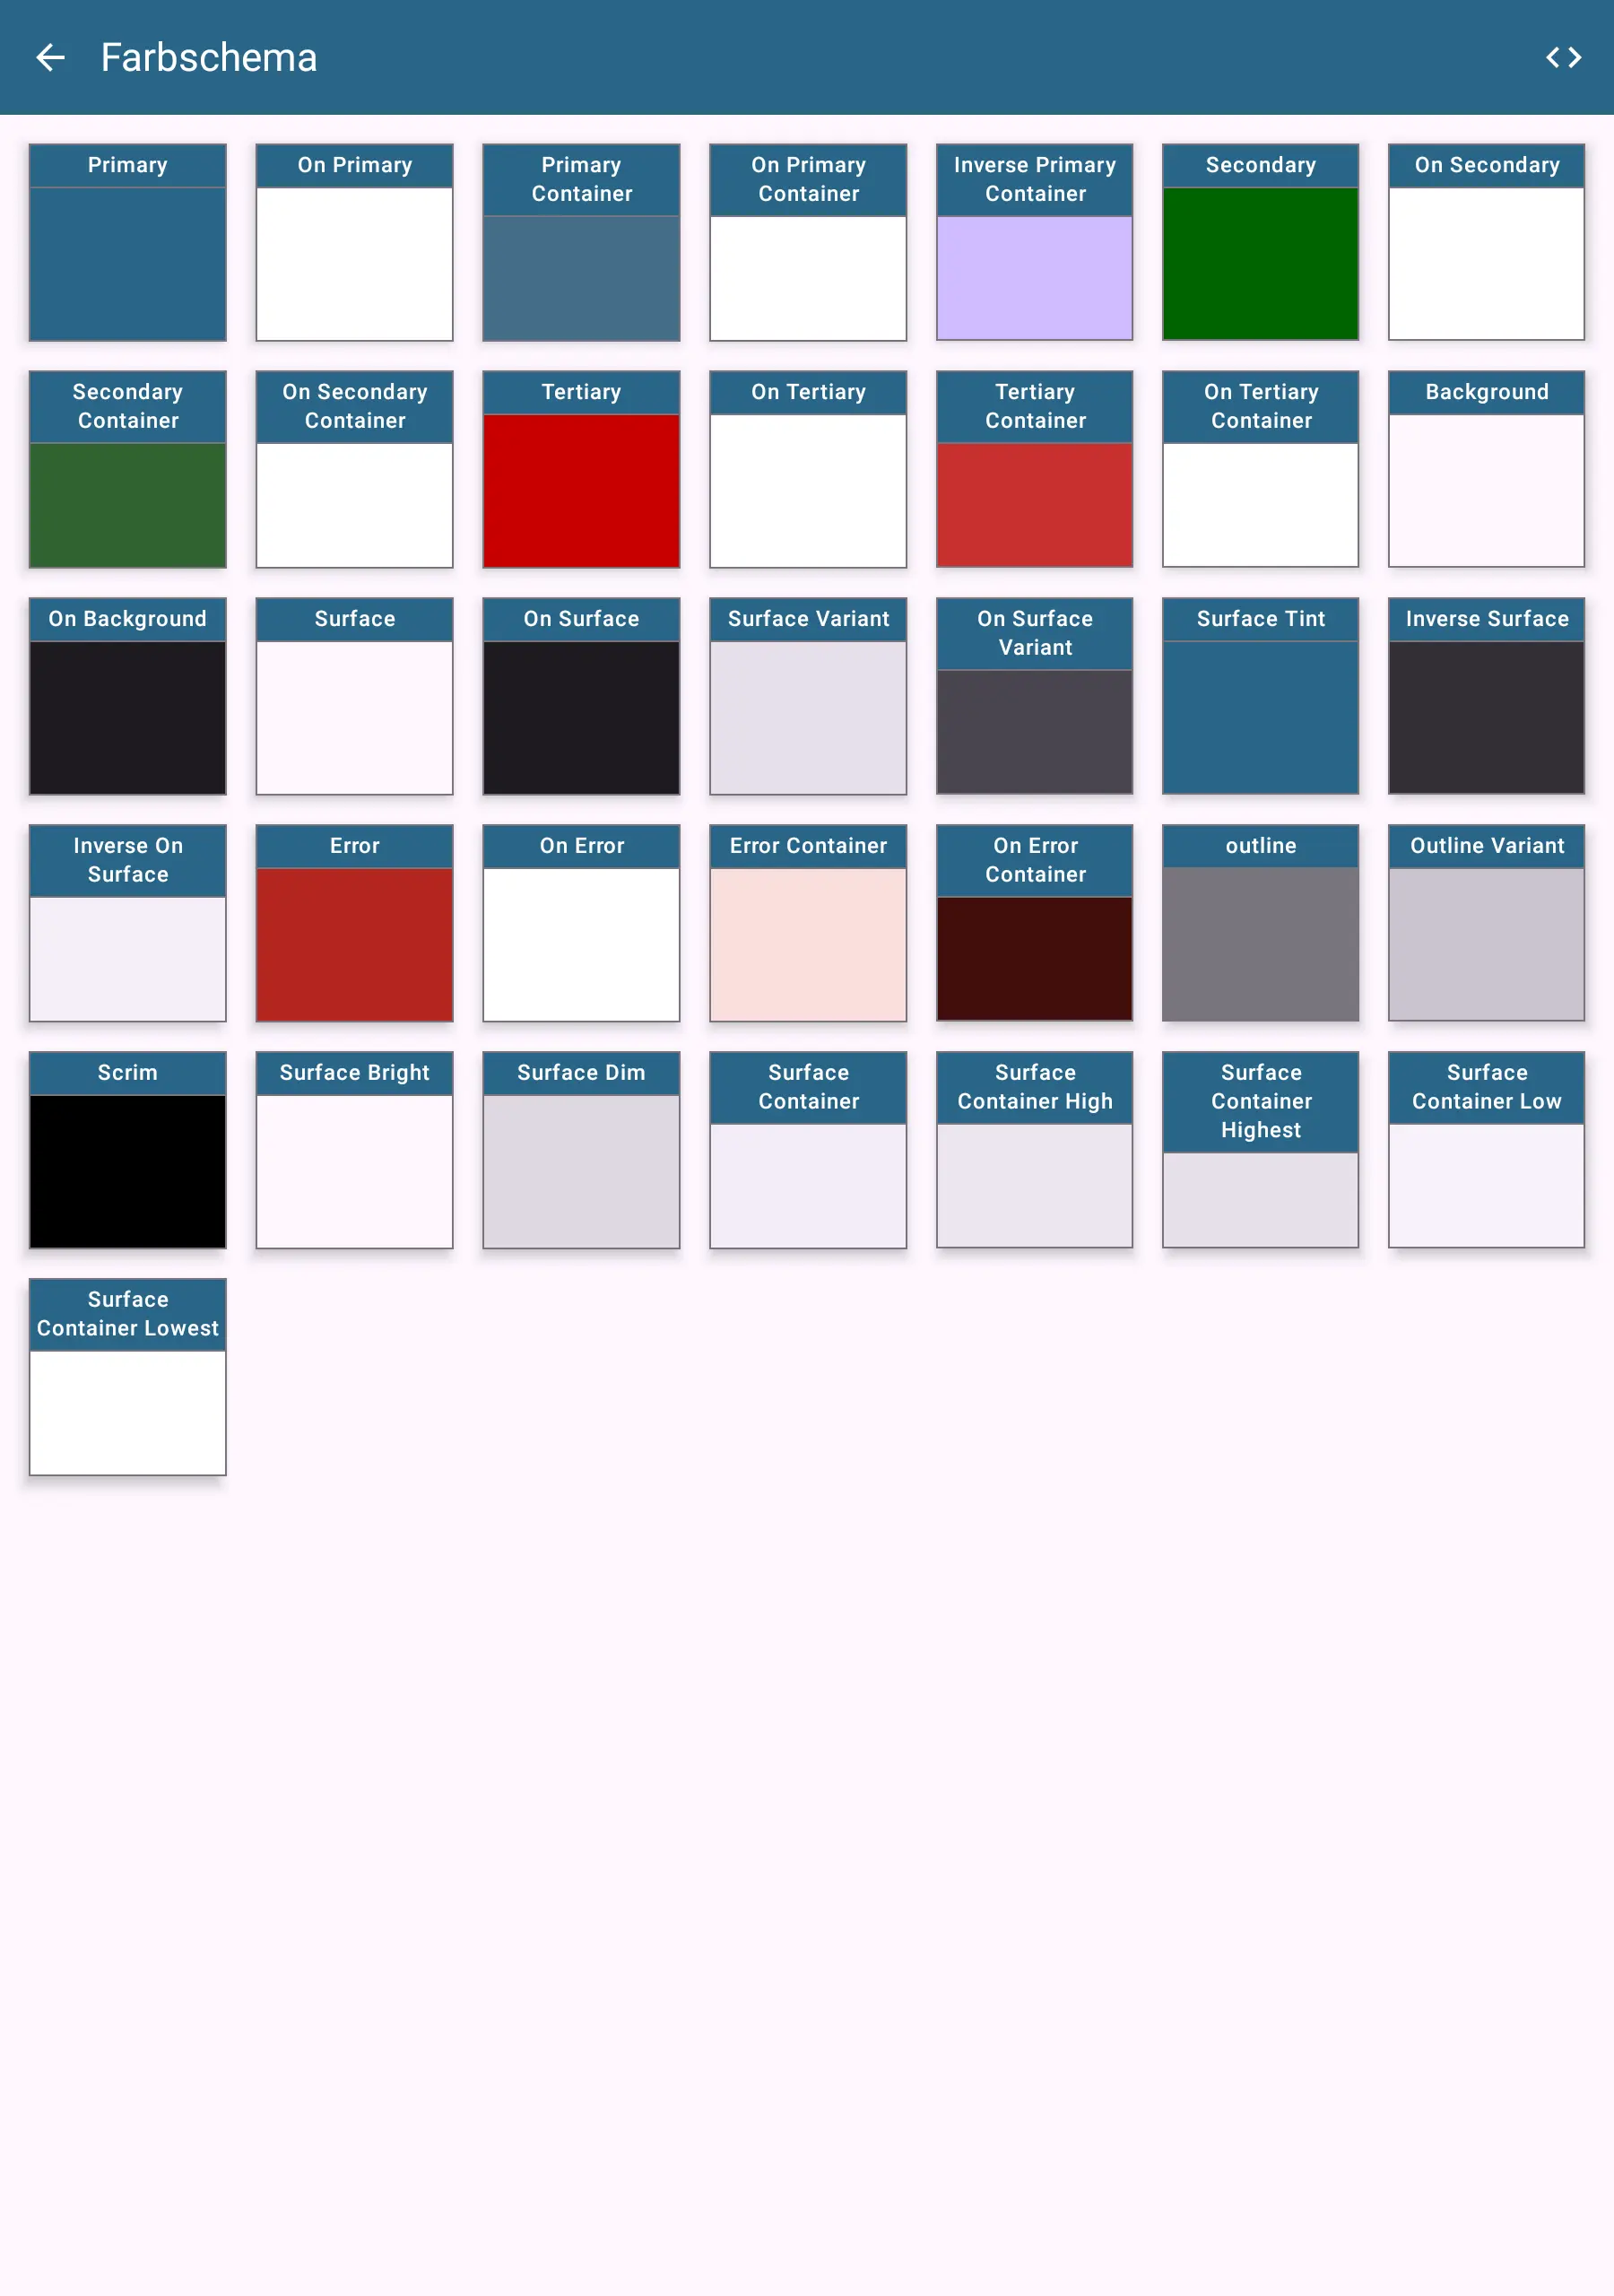 Farbschema
Primary
On Primary
Primary
Container
On Primary
Container
Inverse Primary
Container
Secondary
On Secondary
Secondary
Container
On Secondary
Container
Tertiary
On Tertiary
Tertiary
Container
On Tertiary
Container
Background
On Background
Surface
On Surface
Surface Variant
On Surface
Variant
Surface Tint
Inverse Surface
Inverse On
Surface
Error
On Error
Error Container
On Error
Container
outline
Outline Variant
Scrim
Surface Bright
Surface Dim
Surface
Container
Surface
Container High
Surface
Container
Highest
Surface
Container Low
Surface
Container Lowest